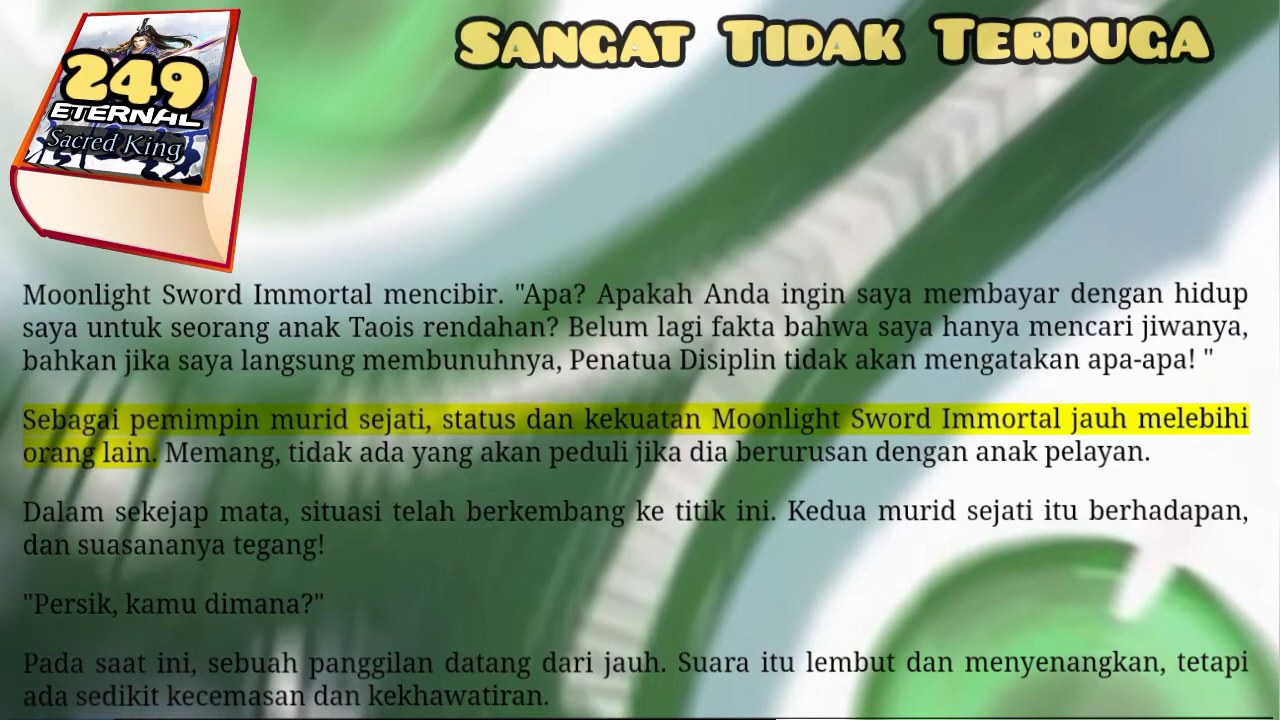 Sangat Tidak Terduga
249
ETERNAL
Sacred King
Moonlight Sword Immortal mencibir. "Apa? Apakah Anda ingin saya membayar dengan hidup
saya untuk seorang anak Taois rendahan? Belum lagi fakta bahwa saya hanya mencari jiwanya,
bahkan jika saya langsung membunuhnya, Penatua Disiplin tidak akan mengatakan apa-apa! "
Sebagai pemimpin murid sejati, status dan kekuatan Moonlight Sword Immortal jauh melebihi
orang lain. Memang, tidak ada yang akan peduli jika dia berurusan dengan anak pelayan.
Dalam sekejap mata, situasi telah berkembang ke titik ini. Kedua murid sejati itu berhadapan,
dan suasananya tegang!
"Persik, kamu dimana?"
Pada saat ini, sebuah panggilan datang dari jauh. Suara itu lembut dan menyenangkan, tetapi
ada sedikit kecemasan dan kekhawatiran.